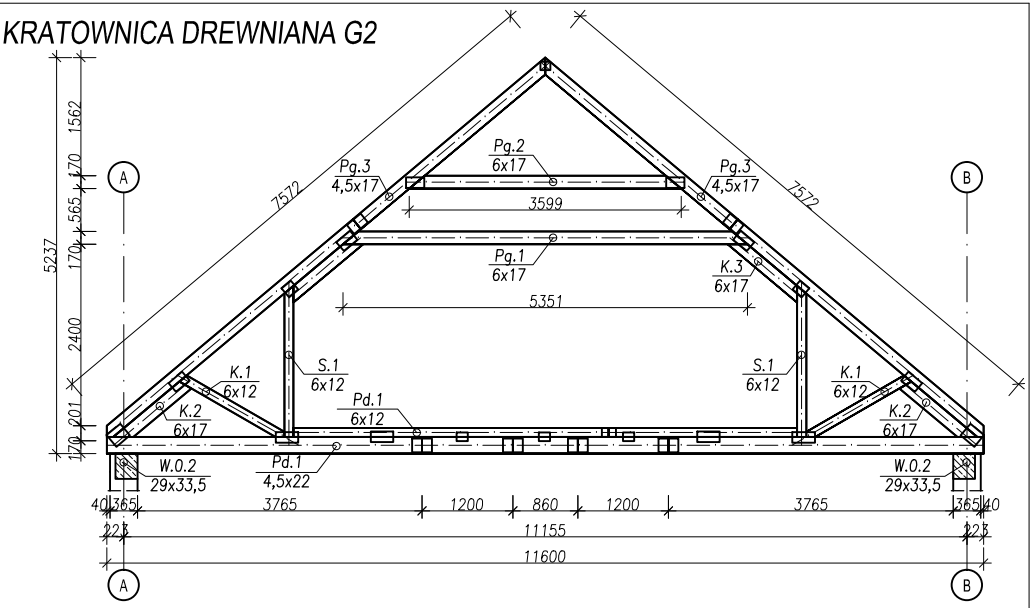 KRATOWNICA DREWNIANA G2
1562
170
565
170
5237
2400
201
170
A
B
7572
7572
Pg.3
4,5x17
Pg.2
6x17
Pg.3
4,5x17
3599
Pg.1
6x17
K.3
6x17
5351
S.1
6x12
S.1
6x12
K.1
6x12
K.1
6x12
Pd.1
6x12
K.2
6x17
K.2
6x17
Pd.1
4,5x22
W.0.2
29x33,5
W.0.2
29x33,5
40 365 3765 1200 860 1200 3765 365 40
223 11155 223
11600
A
B